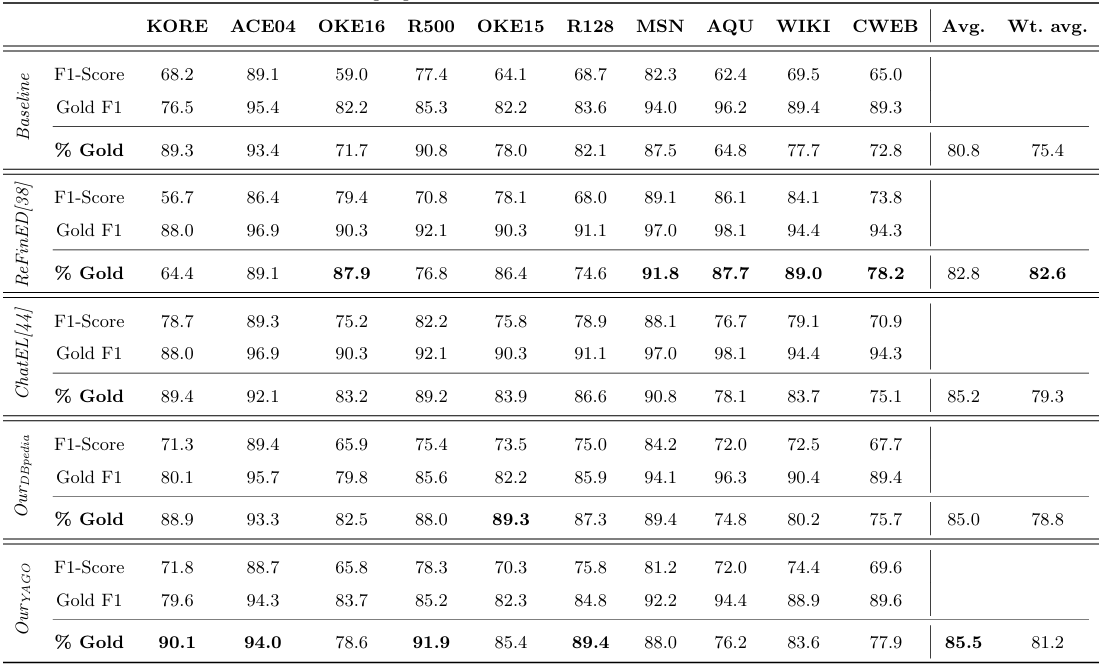 KORE ACE04 OKE16 R500 OKE15 R128 MSN AQU WIKI CWEB Avg. Wt. avg.
Baseline
F1-Score 68.2 89.1 59.0 77.4 64.1 68.7 82.3 62.4 69.5 65.0
Gold F1 76.5 95.4 82.2 85.3 82.2 83.6 94.0 96.2 89.4 89.3
% Gold 89.3 93.4 71.7 90.8 78.0 82.1 87.5 64.8 77.7 72.8 80.8 75.4
ReFinED[38]
F1-Score 56.7 86.4 79.4 70.8 78.1 68.0 89.1 86.1 84.1 73.8
Gold F1 88.0 96.9 90.3 92.1 90.3 91.1 97.0 98.1 94.4 94.3
% Gold 64.4 89.1 87.9 76.8 86.4 74.6 91.8 87.7 89.0 78.2 82.8 82.6
ChatEL[44]
F1-Score 78.7 89.3 75.2 82.2 75.8 78.9 88.1 76.7 79.1 70.9
Gold F1 88.0 96.9 90.3 92.1 90.3 91.1 97.0 98.1 94.4 94.3
% Gold 89.4 92.1 83.2 89.2 83.9 86.6 90.8 78.1 83.7 75.1 85.2 79.3
OurDBpedia
F1-Score 71.3 89.4 65.9 75.4 73.5 75.0 84.2 72.0 72.5 67.7
Gold F1 80.1 95.7 79.8 85.6 82.2 85.9 94.1 96.3 90.4 89.4
% Gold 88.9 93.3 82.5 88.0 89.3 87.3 89.4 74.8 80.2 75.7 85.0 78.8
OurYAGO
F1-Score 71.8 88.7 65.8 78.3 70.3 75.8 81.2 72.0 74.4 69.6
Gold F1 79.6 94.3 83.7 85.2 82.3 84.8 92.2 94.4 88.9 89.6
% Gold 90.1 94.0 78.6 91.9 85.4 89.4 88.0 76.2 83.6 77.9 85.5 81.2